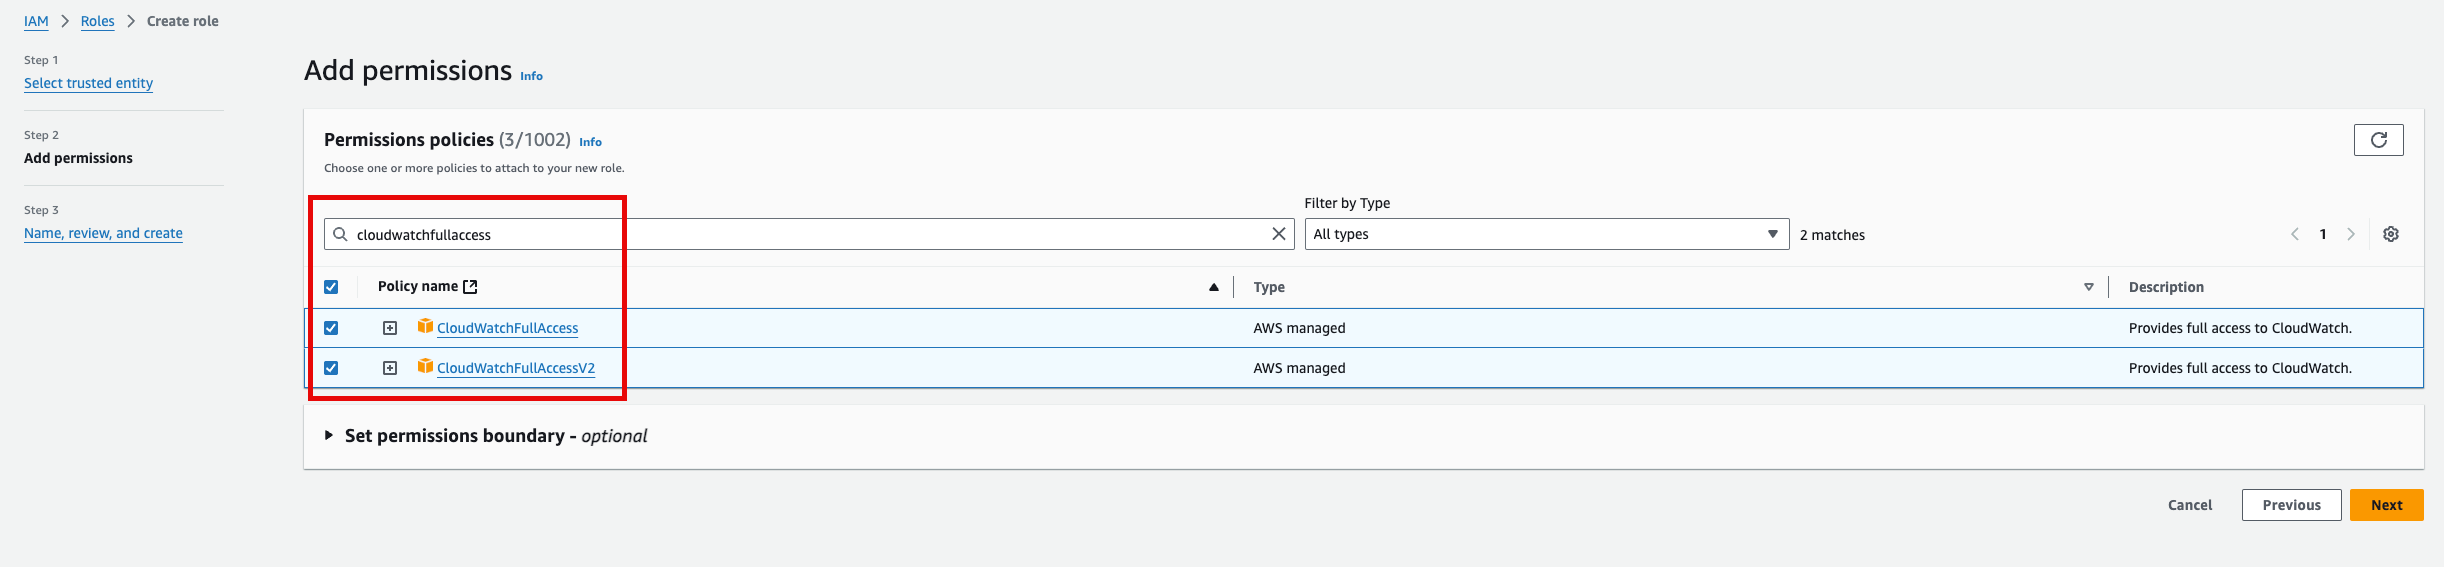 IAM > Roles > Create role
Step 1
Select trusted entity
Step 2
Add permissions
Step 3
Name, review, and create
Add permissions Info
Permissions policies (3/1002) Info
Choose one or more policies to attach to your new role.
Filter by Type
cloudwatchfullaccess
All types
2 matches
1
Policy name
Type
Description
CloudWatchFullAccess
AWS managed
Provides full access to CloudWatch.
CloudWatchFullAccessV2
AWS managed
Provides full access to CloudWatch.
Set permissions boundary - optional
Cancel
Previous
Next